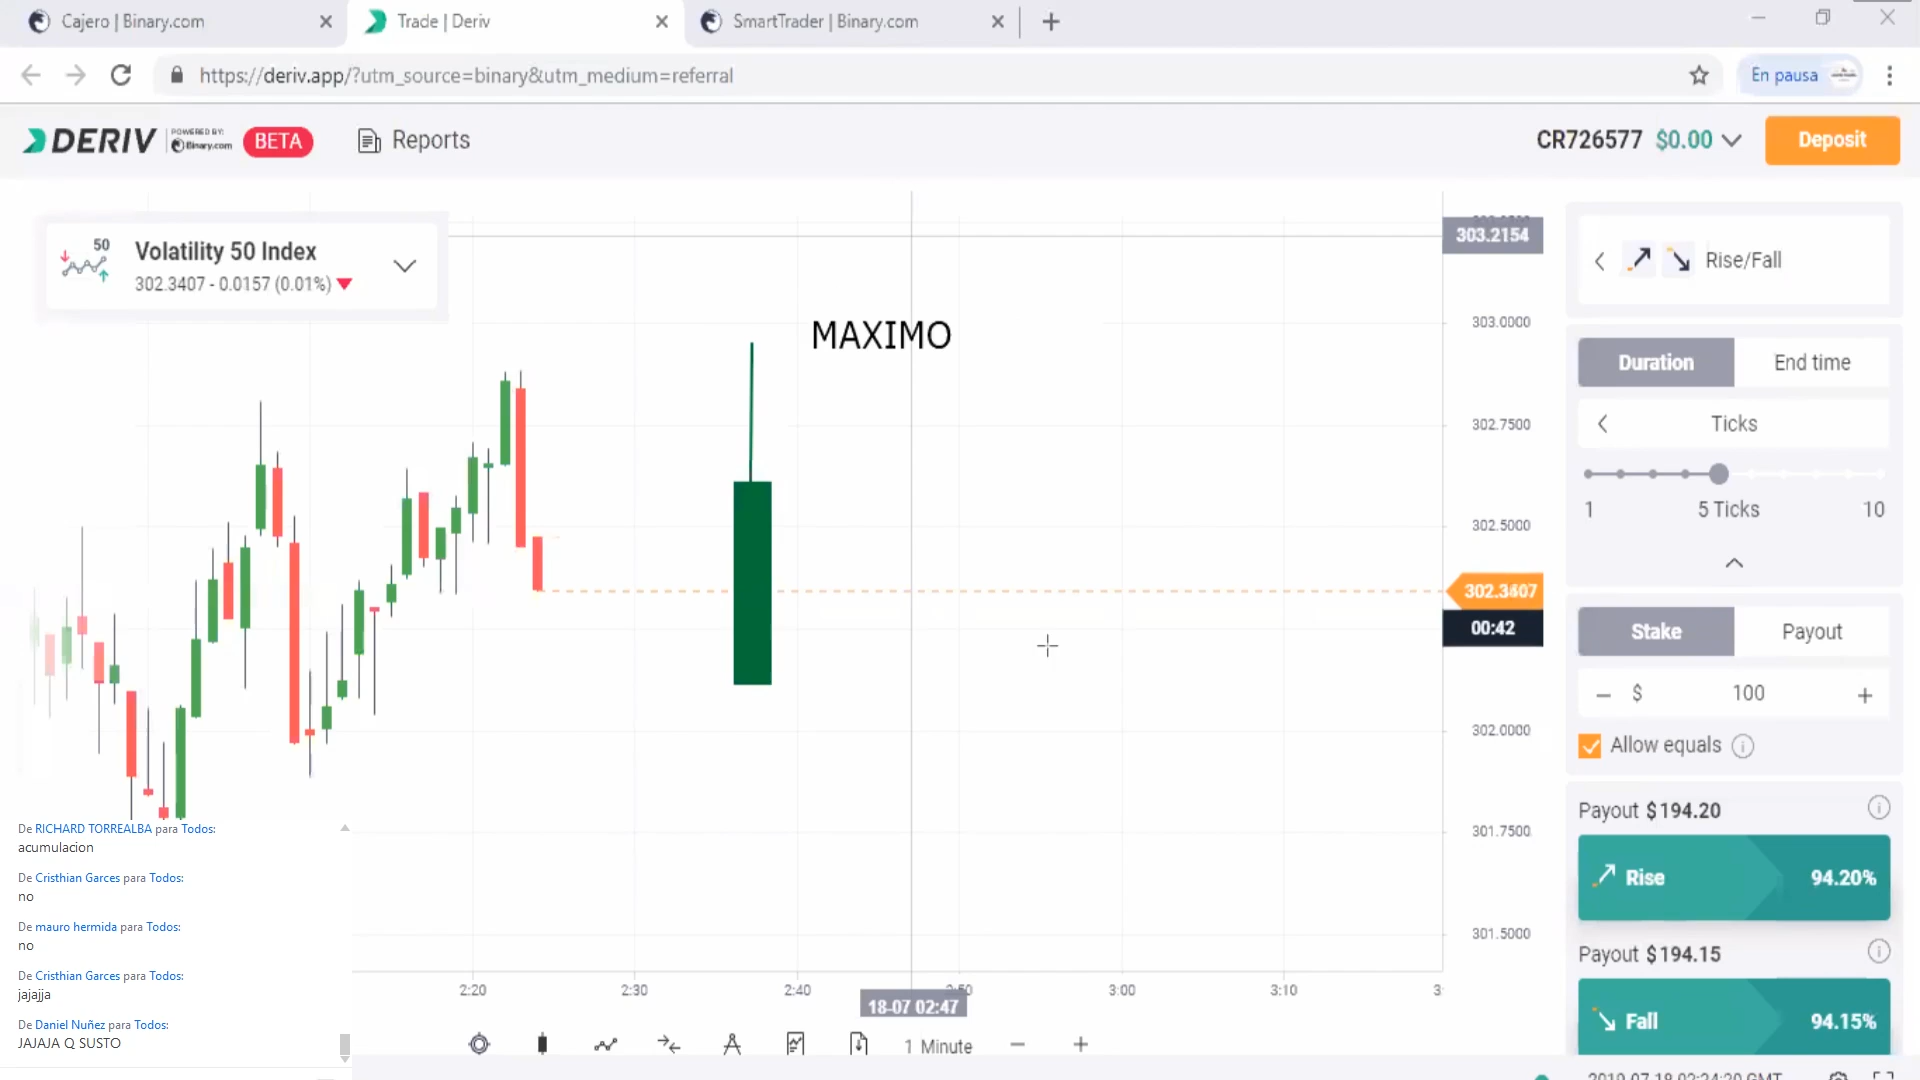 Cajero | Binary.com
Trade | Deriv
SmartTrader | Binary.com
https://deriv.app/?utm_source=binary&utm_medium=referral
En pausa
DERIV
POWERED BY:
Binary.com
BETA
Reports
CR726577 $0.00
Deposit
50
Volatility 50 Index
302.3407 - 0.0157 (0.01%)
MAXIMO
303.2154
303.0000
302.7500
302.5000
00:42
302.0000
301.7500
301.5000
2:20
2:30
2:40
3:00
3:10
3:
18-07 02:47
1 Minute
Rise/Fall
Duration
End time
Ticks
1
5 Ticks
10
Stake
Payout
$
100
Allow equals
Payout $194.20
Rise
94.20%
Payout $194.15
Fall
94.15%
De RICHARD TORREALBA para Todos:
acumulacion
De Cristhian Garces para Todos:
no
De mauro hermida para Todos:
no
De Cristhian Garces para Todos:
jajajja
De Daniel Nuñez para Todos:
JAJAJA Q SUSTO